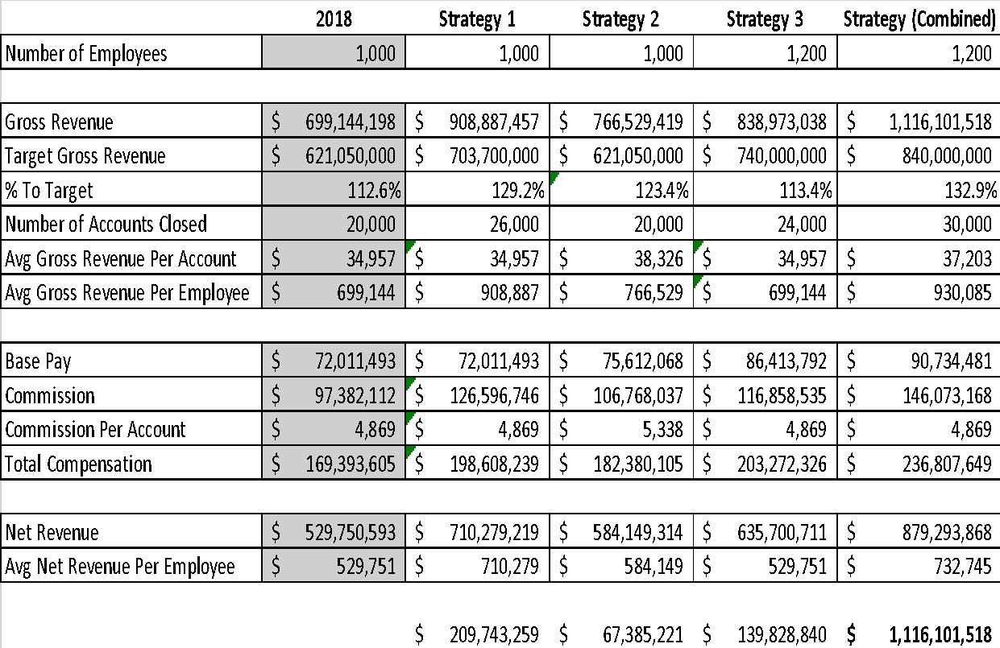 2018 Strategy 1 Strategy 2 Strategy 3 Strategy (Combined)
Number of Employees 1,000 1,000 1,000 1,200 1,200
Gross Revenue $ 699,144,198 $ 908,887,457 $ 766,529,419 $ 838,973,038 $ 1,116,101,518
Target Gross Revenue $ 621,050,000 $ 703,700,000 $ 621,050,000 $ 740,000,000 $ 840,000,000
% To Target 112.6% 129.2% 123.4% 113.4% 132.9%
Number of Accounts Closed 20,000 26,000 20,000 24,000 30,000
Avg Gross Revenue Per Account $ 34,957 $ 34,957 $ 38,326 $ 34,957 $ 37,203
Avg Gross Revenue Per Employee $ 699,144 $ 908,887 $ 766,529 $ 699,144 $ 930,085
Base Pay $ 72,011,493 $ 72,011,493 $ 75,612,068 $ 86,413,792 $ 90,734,481
Commission $ 97,382,112 $ 126,596,746 $ 106,768,037 $ 116,858,535 $ 146,073,168
Commission Per Account $ 4,869 $ 4,869 $ 5,338 $ 4,869 $ 4,869
Total Compensation $ 169,393,605 $ 198,608,239 $ 182,380,105 $ 203,272,326 $ 236,807,649
Net Revenue $ 529,750,593 $ 710,279,219 $ 584,149,314 $ 635,700,711 $ 879,293,868
Avg Net Revenue Per Employee $ 529,751 $ 710,279 $ 584,149 $ 529,751 $ 732,745
$ 209,743,259 $ 67,385,221 $ 139,828,840 $ 1,116,101,518